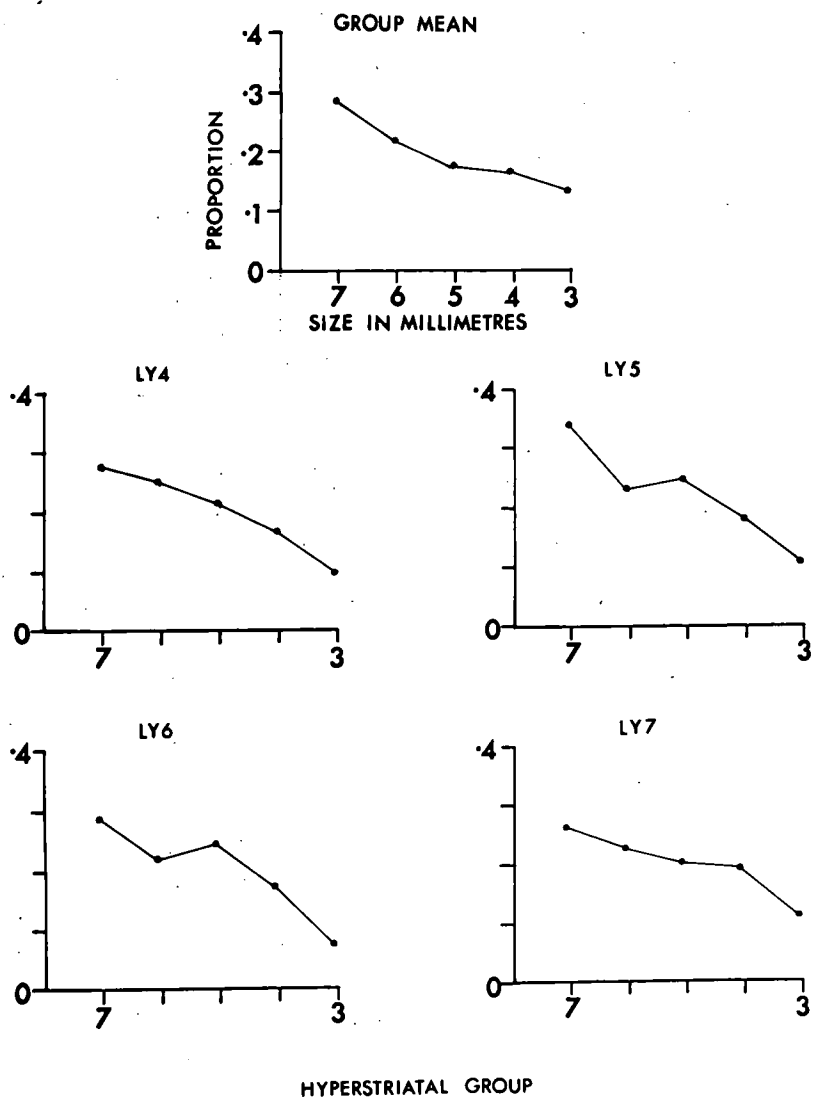 GROUP MEAN
·4
·3
·2
·1
0
PROPORTION
7 6 5 4 3
SIZE IN MILLIMETRES
LY4
·4
0
7 3
LY5
·4
0
7 3
LY6
·4
0
7 3
LY7
·4
0
7 3
HYPERSTRIATAL GROUP